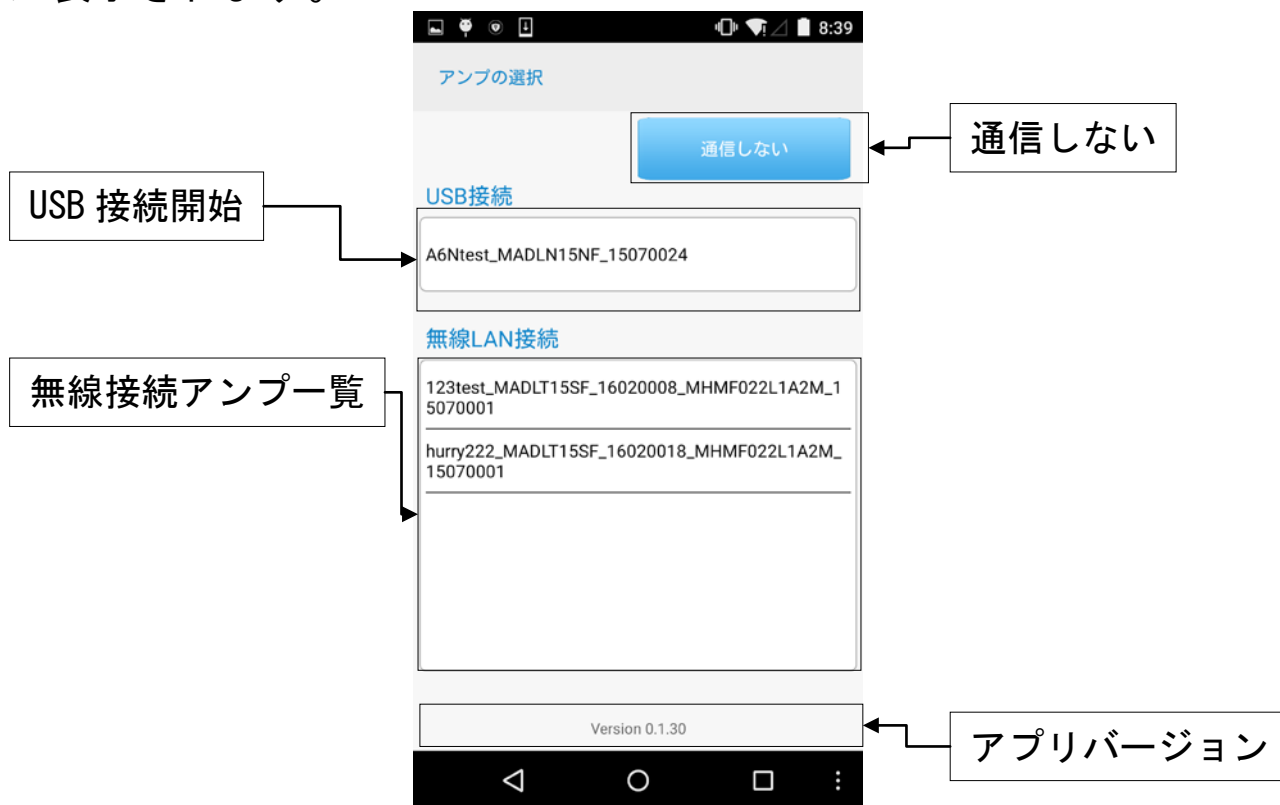 8:39
アンプの選択
通信しない
通信しない
USB接続
USB 接続開始
A6Ntest_MADLN15NF_15070024
無線LAN接続
無線接続アンプ一覧
123test_MADLT15SF_16020008_MHMF022L1A2M_1
5070001
hurry222_MADLT15SF_16020018_MHMF022L1A2M_
15070001
Version 0.1.30
アプリバージョン